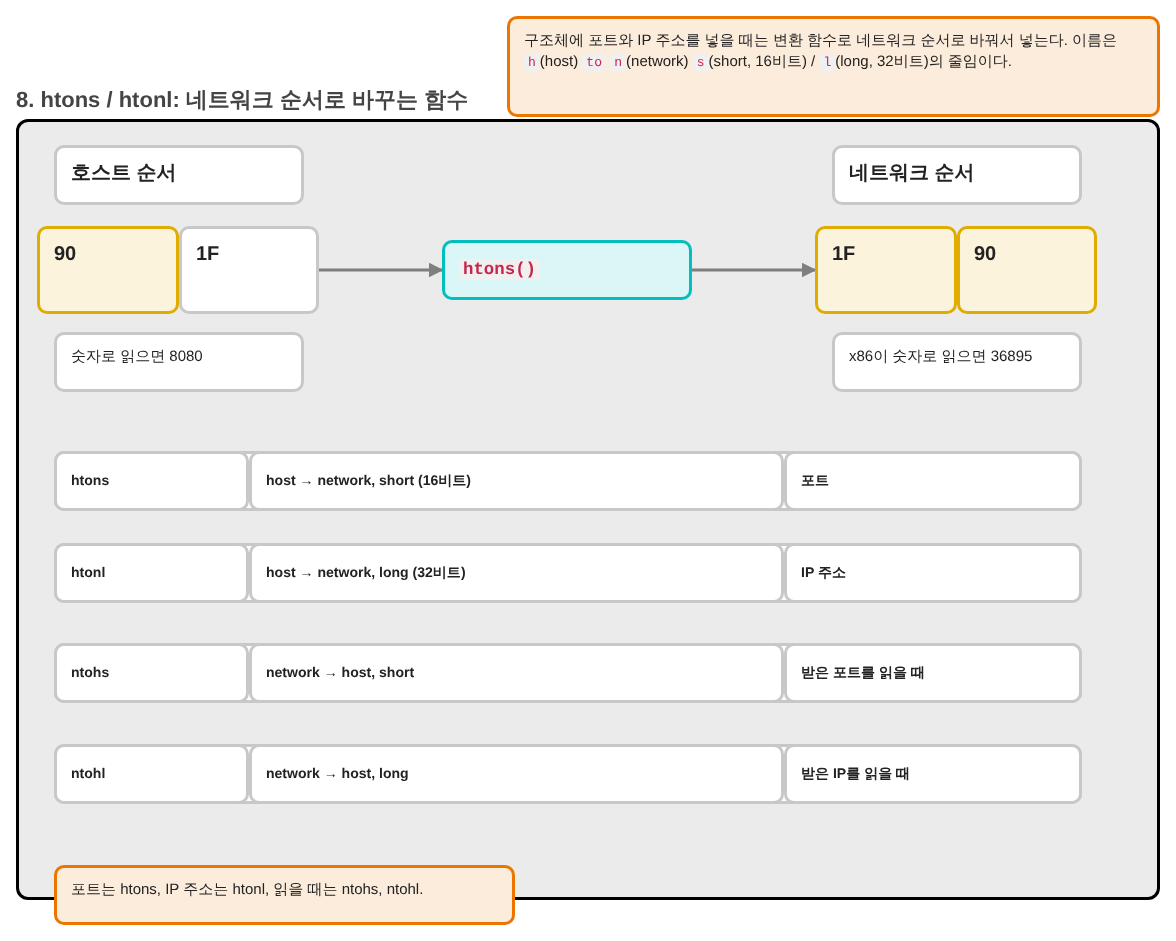 구조체에 포트와 IP 주소를 넣을 때는 변환 함수로 네트워크 순서로 바꿔서 넣는다. 이름은
h(host) to n(network) s(short, 16비트) / l(long, 32비트)의 줄임이다.
8. htons / htonl: 네트워크 순서로 바꾸는 함수
호스트 순서
네트워크 순서
90
1F
htons()
1F
90
숫자로 읽으면 8080
x86이 숫자로 읽으면 36895
htons
host → network, short (16비트)
포트
htonl
host → network, long (32비트)
IP 주소
ntohs
network → host, short
받은 포트를 읽을 때
ntohl
network → host, long
받은 IP를 읽을 때
포트는 htons, IP 주소는 htonl, 읽을 때는 ntohs, ntohl.